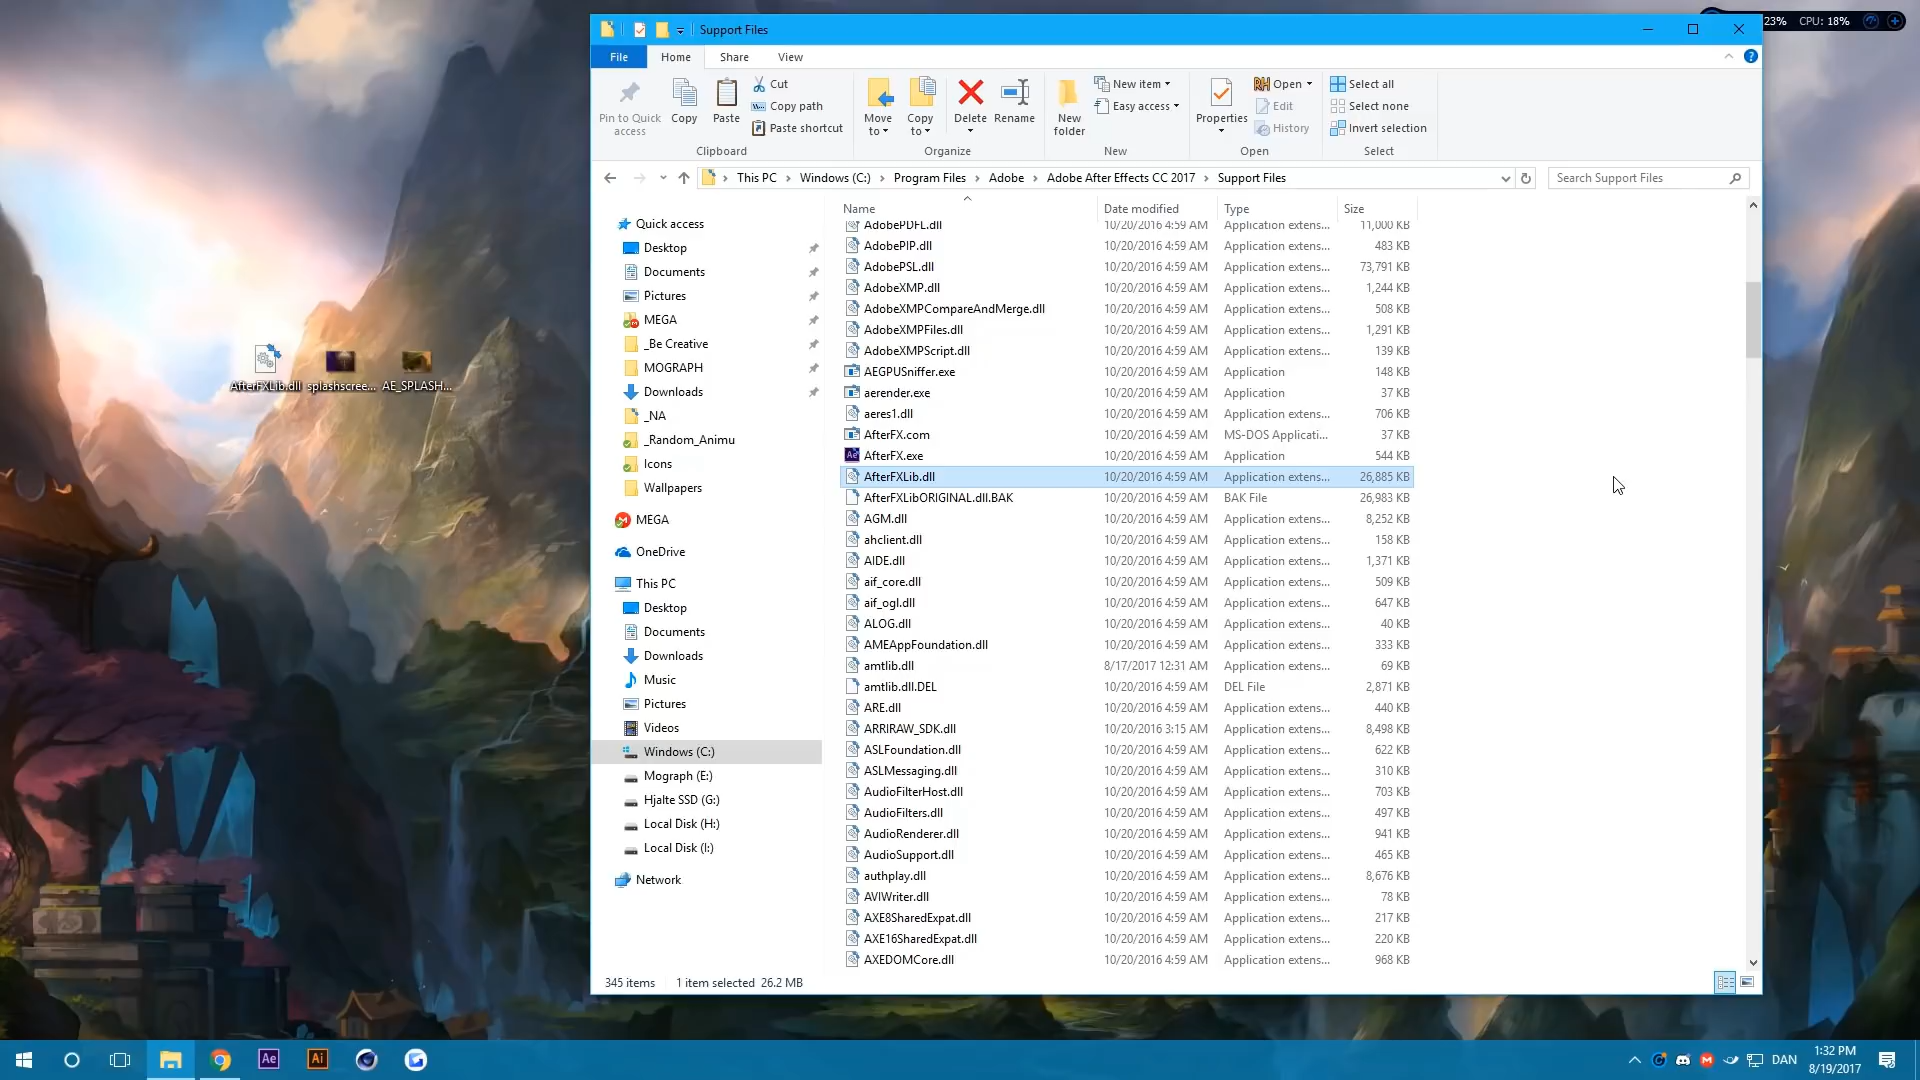 Support Files
23% CPU: 18%
File Home Share View
Pin to Quick access
Copy
Paste
Cut
Copy path
Paste shortcut
Clipboard
Move to
Copy to
Delete
Rename
Organize
New folder
New item
Easy access
New
Properties
Open
Edit
History
Open
Select all
Select none
Invert selection
Select
This PC > Windows (C:) > Program Files > Adobe > Adobe After Effects CC 2017 > Support Files
Search Support Files
AfterFXLib.dll splashscree... AE_SPLASH...
Quick access
Desktop
Documents
Pictures
MEGA
_Be Creative
MOGRAPH
Downloads
_NA
_Random_Animu
Icons
Wallpapers
MEGA
OneDrive
This PC
Desktop
Documents
Downloads
Music
Pictures
Videos
Windows (C:)
Mograph (E:)
Hjalte SSD (G:)
Local Disk (H:)
Local Disk (I:)
Network
Name Date modified Type Size
AdobePDFL.dll 10/20/2016 4:59 AM Application extens... 11,000 KB
AdobePIP.dll 10/20/2016 4:59 AM Application extens... 483 KB
AdobePSL.dll 10/20/2016 4:59 AM Application extens... 73,791 KB
AdobeXMP.dll 10/20/2016 4:59 AM Application extens... 1,244 KB
AdobeXMPCompareAndMerge.dll 10/20/2016 4:59 AM Application extens... 508 KB
AdobeXMPFiles.dll 10/20/2016 4:59 AM Application extens... 1,291 KB
AdobeXMPScript.dll 10/20/2016 4:59 AM Application extens... 139 KB
AEGPUSniffer.exe 10/20/2016 4:59 AM Application 148 KB
aerender.exe 10/20/2016 4:59 AM Application 37 KB
aeres1.dll 10/20/2016 4:59 AM Application extens... 706 KB
AfterFX.com 10/20/2016 4:59 AM MS-DOS Applicati... 37 KB
AfterFX.exe 10/20/2016 4:59 AM Application 544 KB
AfterFXLib.dll 10/20/2016 4:59 AM Application extens... 26,885 KB
AfterFXLibORIGINAL.dll.BAK 10/20/2016 4:59 AM BAK File 26,983 KB
AGM.dll 10/20/2016 4:59 AM Application extens... 8,252 KB
ahclient.dll 10/20/2016 4:59 AM Application extens... 158 KB
AIDE.dll 10/20/2016 4:59 AM Application extens... 1,371 KB
aif_core.dll 10/20/2016 4:59 AM Application extens... 509 KB
aif_ogl.dll 10/20/2016 4:59 AM Application extens... 647 KB
ALOG.dll 10/20/2016 4:59 AM Application extens... 40 KB
AMEAppFoundation.dll 10/20/2016 4:59 AM Application extens... 333 KB
amtlib.dll 8/17/2017 12:31 AM Application extens... 69 KB
amtlib.dll.DEL 10/20/2016 4:59 AM DEL File 2,871 KB
ARE.dll 10/20/2016 4:59 AM Application extens... 440 KB
ARRIRAW_SDK.dll 10/20/2016 3:15 AM Application extens... 8,498 KB
ASLFoundation.dll 10/20/2016 4:59 AM Application extens... 622 KB
ASLMessaging.dll 10/20/2016 4:59 AM Application extens... 310 KB
AudioFilterHost.dll 10/20/2016 4:59 AM Application extens... 703 KB
AudioFilters.dll 10/20/2016 4:59 AM Application extens... 497 KB
AudioRenderer.dll 10/20/2016 4:59 AM Application extens... 941 KB
AudioSupport.dll 10/20/2016 4:59 AM Application extens... 465 KB
authplay.dll 10/20/2016 4:59 AM Application extens... 8,676 KB
AVIWriter.dll 10/20/2016 4:59 AM Application extens... 78 KB
AXE8SharedExpat.dll 10/20/2016 4:59 AM Application extens... 217 KB
AXE16SharedExpat.dll 10/20/2016 4:59 AM Application extens... 220 KB
AXEDOMCore.dll 10/20/2016 4:59 AM Application extens... 968 KB
345 items 1 item selected 26.2 MB
Ae Ai
DAN
1:32 PM
8/19/2017